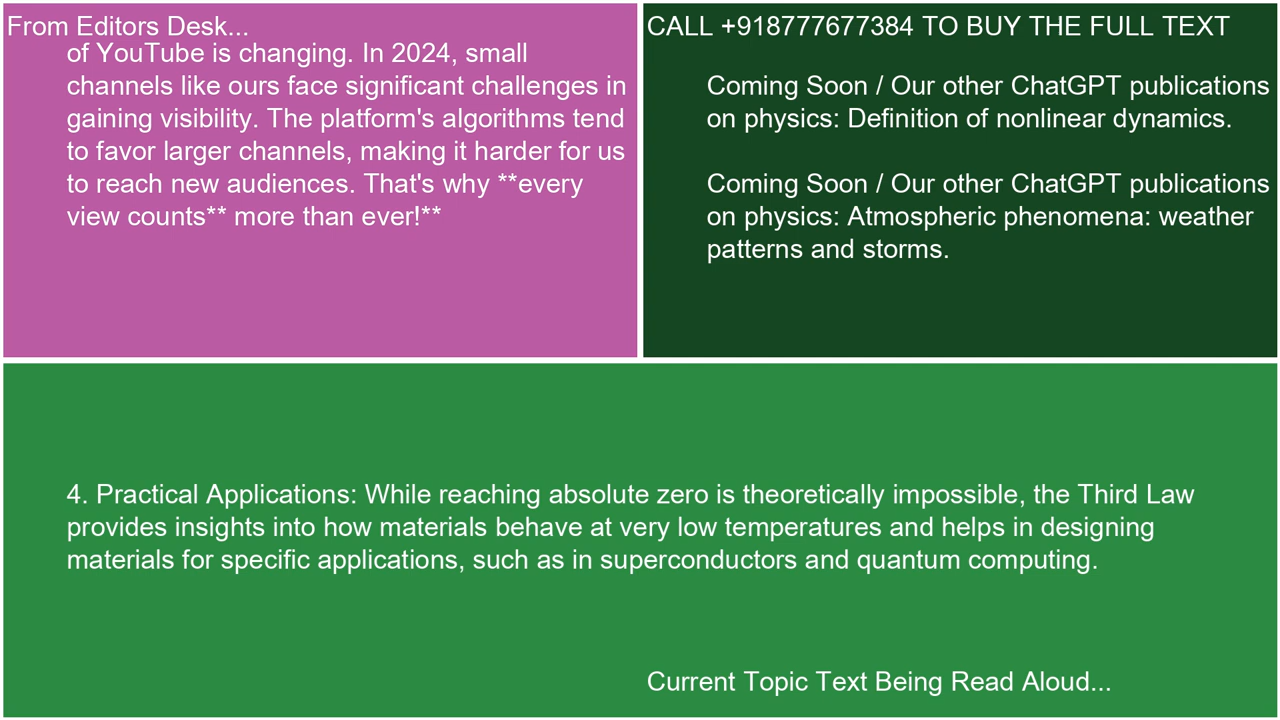 From Editors Desk...
of YouTube is changing. In 2024, small
channels like ours face significant challenges in
gaining visibility. The platform's algorithms tend
to favor larger channels, making it harder for us
to reach new audiences. That's why **every
view counts** more than ever!**
CALL +918777677384 TO BUY THE FULL TEXT
Coming Soon / Our other ChatGPT publications
on physics: Definition of nonlinear dynamics.
Coming Soon / Our other ChatGPT publications
on physics: Atmospheric phenomena: weather
patterns and storms.
4. Practical Applications: While reaching absolute zero is theoretically impossible, the Third Law
provides insights into how materials behave at very low temperatures and helps in designing
materials for specific applications, such as in superconductors and quantum computing.
Current Topic Text Being Read Aloud...